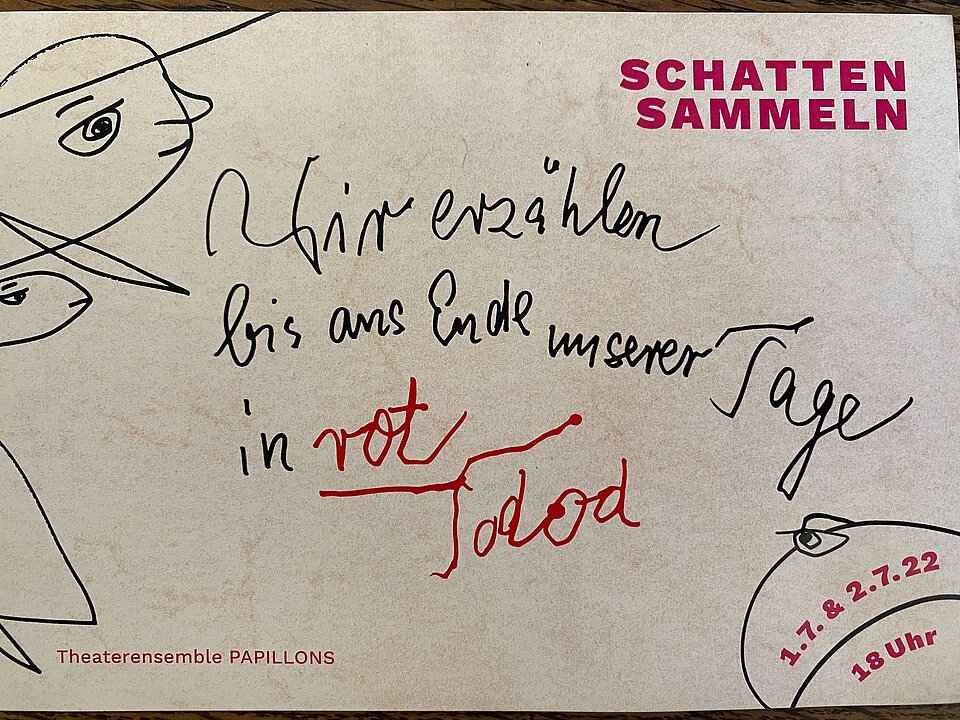 SCHATTEN
SAMMELN
Wir erzählen
bis ans Ende unserer Tage
in rot
Todod
Theaterensemble PAPILLONS
1.7. & 2.7.22
18 Uhr